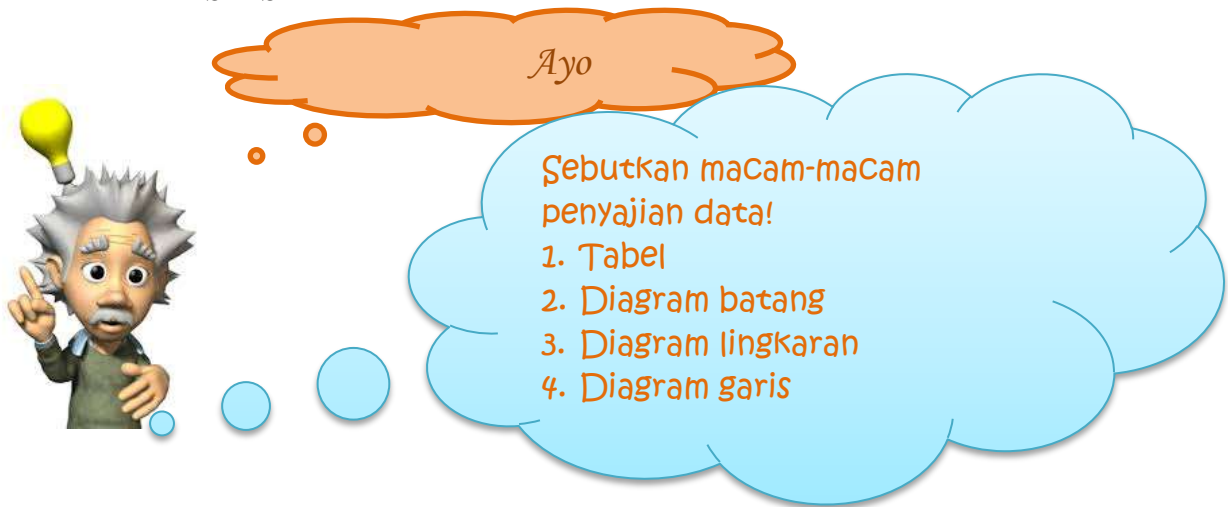 Ayo
Sebutkan macam-macam
penyajian data!
1. Tabel
2. Diagram batang
3. Diagram lingkaran
4. Diagram garis